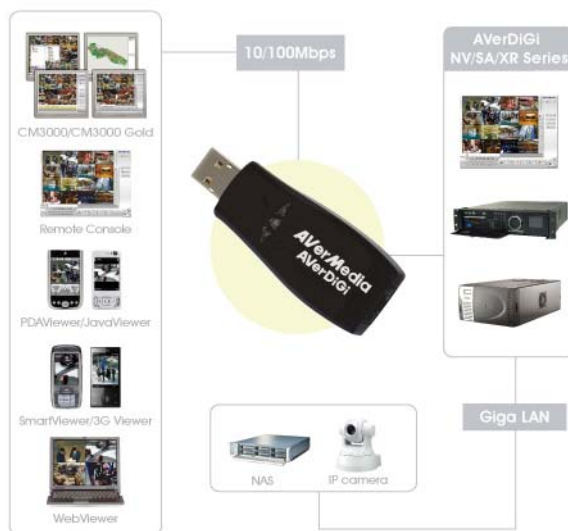 10/100Mbps
AVerDiGi
NV/SA/XR Series
CM3000/CM3000 Gold
Remote Console
AVerMedia
AVerDiGi
PDAViewer/JavaViewer
SmartViewer/3G Viewer
Giga LAN
NAS
IP camera
WebViewer